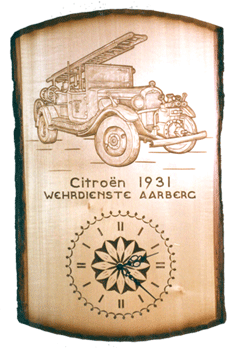 Citroën 1931
WEHRDIENSTE AARBERG